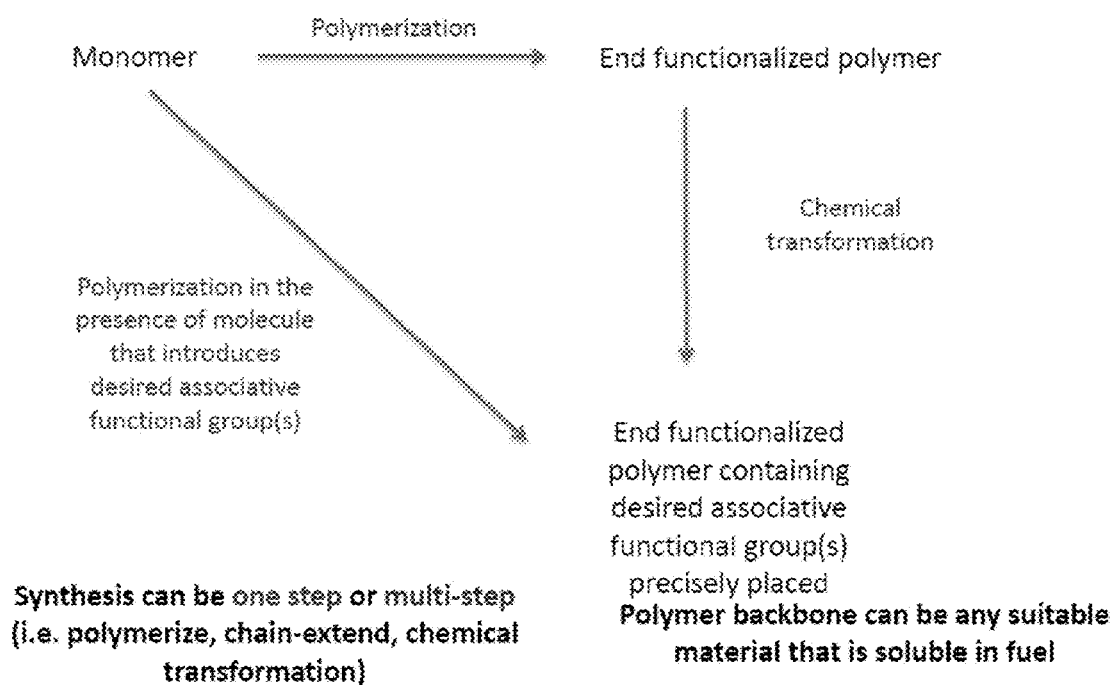 Polymerization
Monomer
End functionalized polymer
Chemical
transformation
Polymerization in the
presence of molecule
that introduces
desired associative
functional group(s)
End functionalized
polymer containing
desired associative
functional group(s)
precisely placed
Synthesis can be one step or multi-step
(i.e. polymerize, chain-extend, chemical
transformation)
Polymer backbone can be any suitable
material that is soluble in fuel